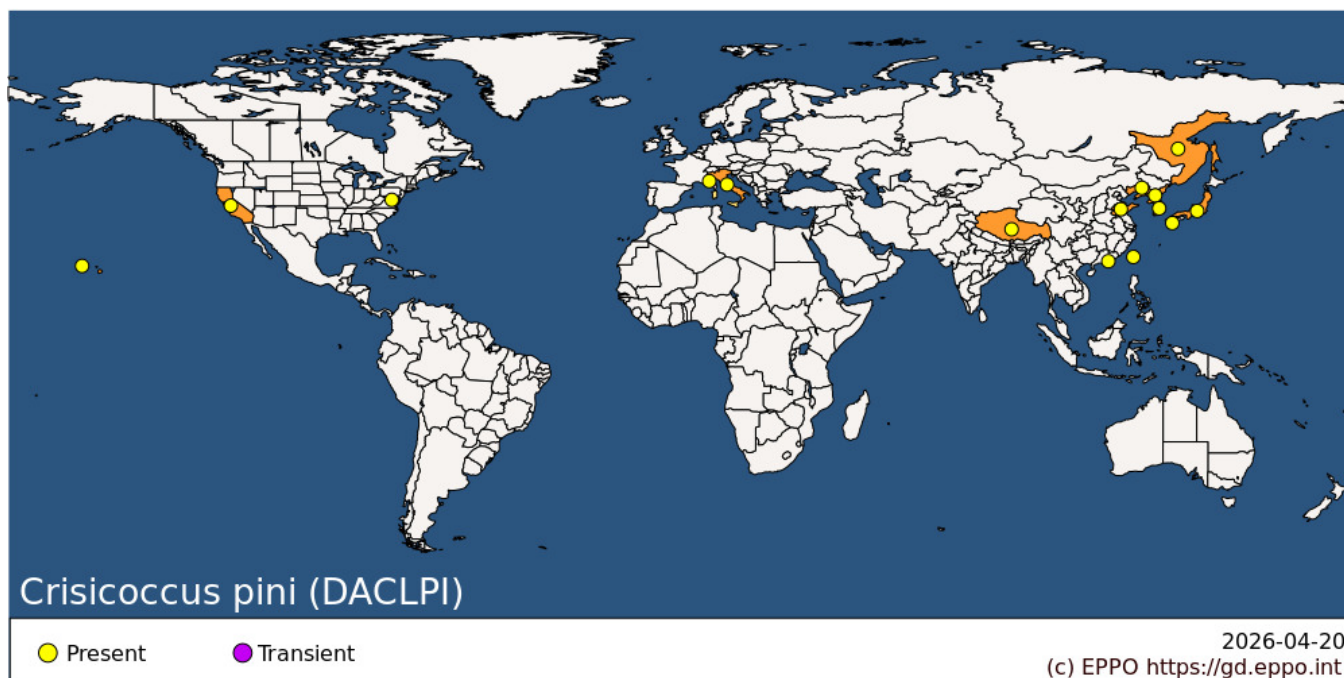 Crisicoccus pini (DACLPI)
Present
Transient
2026-04-20
(c) EPPO https://gd.eppo.int